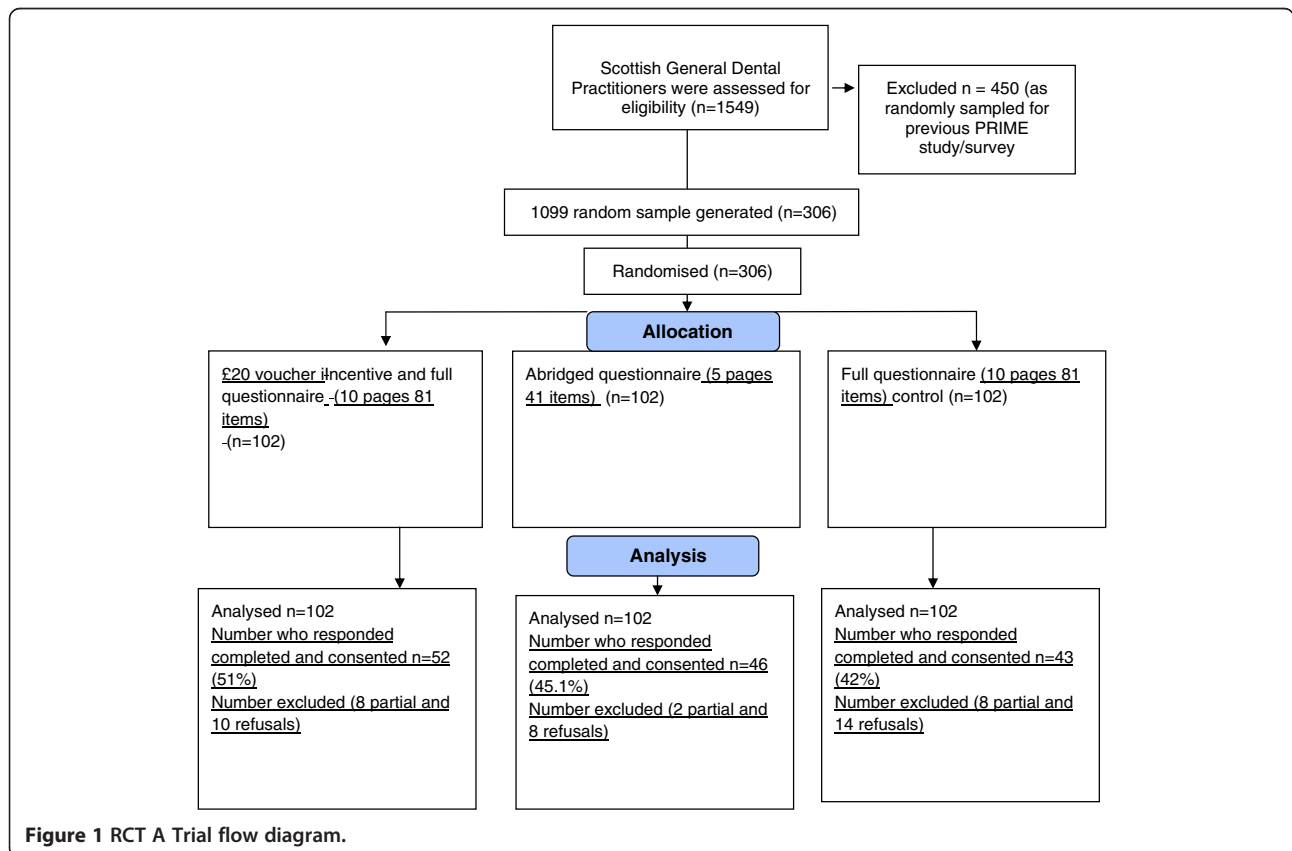 Scottish General Dental
Practitioners were assessed for
eligibility (n=1549)
Excluded n = 450 (as
randomly sampled for
previous PRIME
study/survey
1099 random sample generated (n=306)
Randomised (n=306)
Allocation
£20 voucher iIncentive and full
questionnaire -(10 pages 81
items)
-(n=102)
Abridged questionnaire (5 pages
41 items) (n=102)
Full questionnaire (10 pages 81
items) control (n=102)
Analysis
Analysed n=102
Number who responded
completed and consented n=52
(51%)
Number excluded (8 partial and
10 refusals)
Analysed n=102
Number who responded
completed and consented n=46
(45.1%)
Number excluded (2 partial and
8 refusals)
Analysed n=102
Number who responded
completed and consented n=43
(42%)
Number excluded (8 partial and
14 refusals)
Figure 1 RCT A Trial flow diagram.